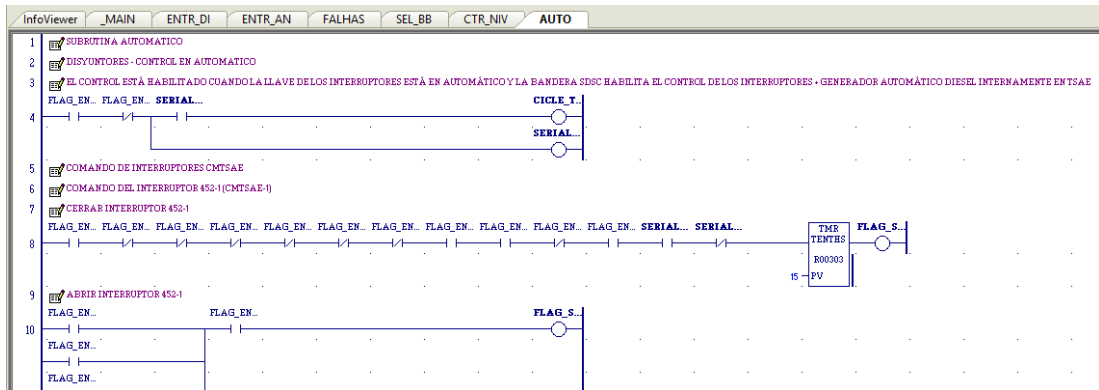 InfoViewer _MAIN ENTR_DI ENTR_AN FALHAS SEL_BB CTR_NIV AUTO
1 SUBRUTINA AUTOMATICO
2 DISYUNTORES - CONTROL EN AUTOMATICO
3 EL CONTROL ESTÁ HABILITADO CUANDO LA LLAVE DE LOS INTERRUPTORES ESTÁ EN AUTOMÁTICO Y LA BANDERA SDSC HABILITA EL CONTROL DE LOS INTERRUPTORES + GENERADOR AUTOMÁTICO DIESEL INTERNAMENTE EN TSAE
FLAG_EN... FLAG_EN... SERIAL... CICLE_T..
4
SERIAL...
5 COMANDO DE INTERRUPTORES CMTSAE
6 COMANDO DEL INTERRUPTOR 452-1 (CMTSAE-1)
7 CERRAR INTERRUPTOR 452-1
FLAG_EN... FLAG_EN... FLAG_EN... FLAG_EN... FLAG_EN... FLAG_EN... FLAG_EN... FLAG_EN... FLAG_EN... FLAG_EN... FLAG_EN... SERIAL... SERIAL... TMR FLAG_S...
8 TENTHS
R00303
15 PV
9 ABRIR INTERRUPTOR 452-1
FLAG_EN... FLAG_EN... FLAG_S...
10
FLAG_EN...
FLAG_EN...